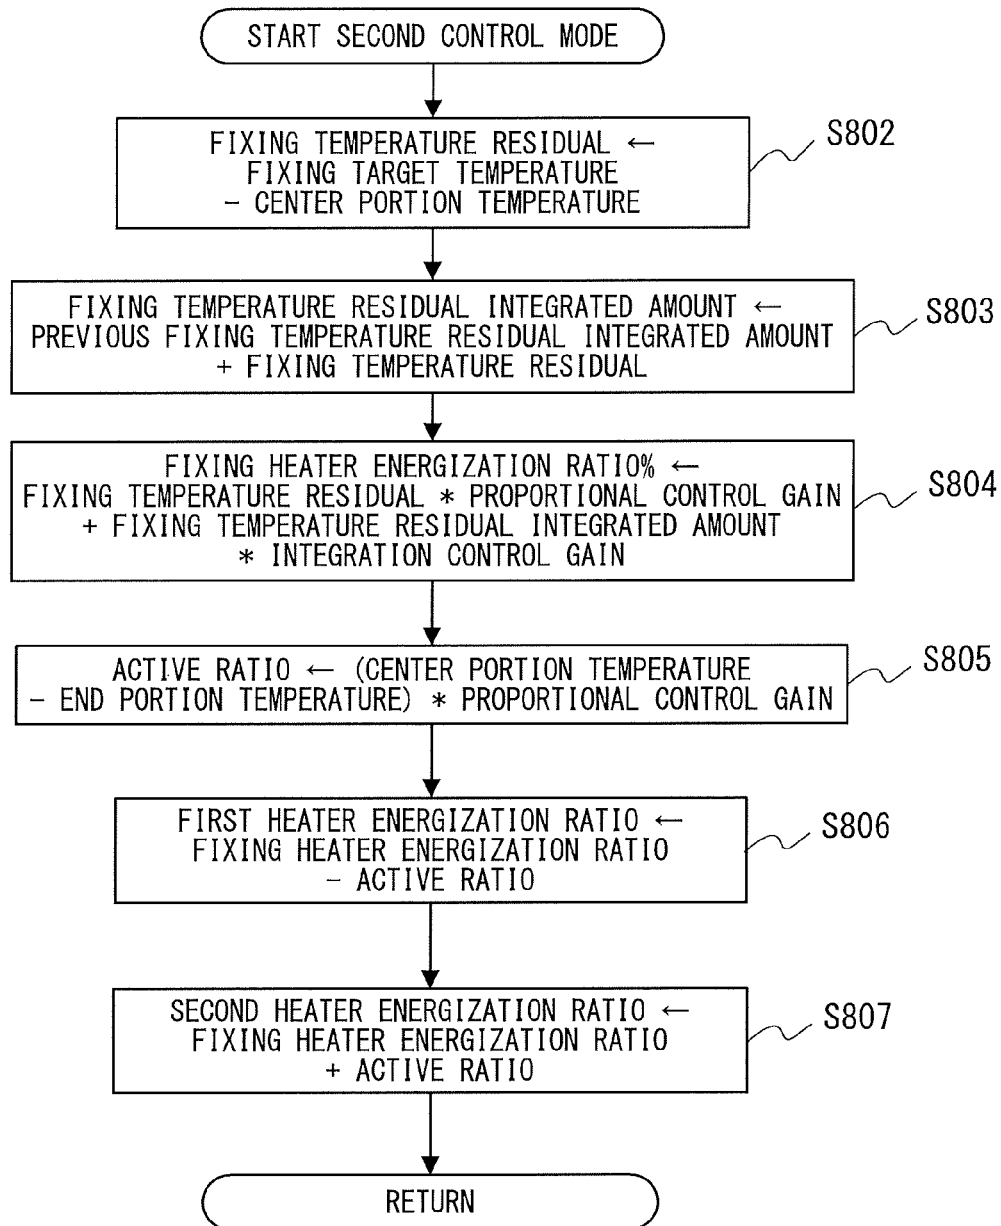 START SECOND CONTROL MODE
FIXING TEMPERATURE RESIDUAL ←
FIXING TARGET TEMPERATURE
- CENTER PORTION TEMPERATURE
S802
FIXING TEMPERATURE RESIDUAL INTEGRATED AMOUNT ←
PREVIOUS FIXING TEMPERATURE RESIDUAL INTEGRATED AMOUNT
+ FIXING TEMPERATURE RESIDUAL
S803
FIXING HEATER ENERGIZATION RATIO% ←
FIXING TEMPERATURE RESIDUAL * PROPORTIONAL CONTROL GAIN
+ FIXING TEMPERATURE RESIDUAL INTEGRATED AMOUNT
* INTEGRATION CONTROL GAIN
S804
ACTIVE RATIO ← (CENTER PORTION TEMPERATURE
- END PORTION TEMPERATURE) * PROPORTIONAL CONTROL GAIN
S805
FIRST HEATER ENERGIZATION RATIO ←
FIXING HEATER ENERGIZATION RATIO
- ACTIVE RATIO
S806
SECOND HEATER ENERGIZATION RATIO ←
FIXING HEATER ENERGIZATION RATIO
+ ACTIVE RATIO
S807
RETURN